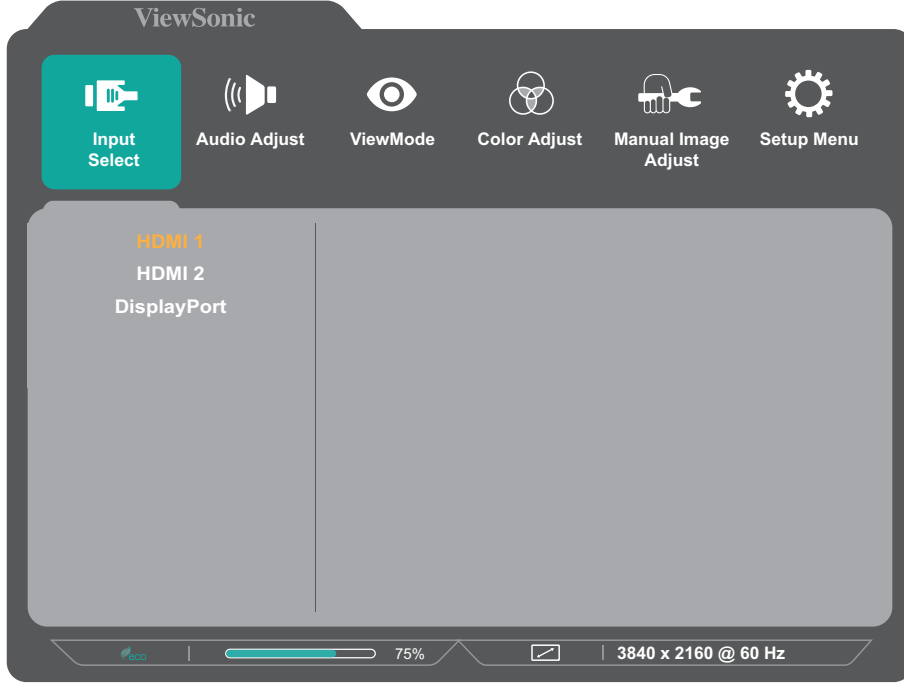 ViewSonic
Input
Select
Audio Adjust
ViewMode
Color Adjust
Manual Image
Adjust
Setup Menu
HDMI 1
HDMI 2
DisplayPort
eco
75%
3840 x 2160 @ 60 Hz